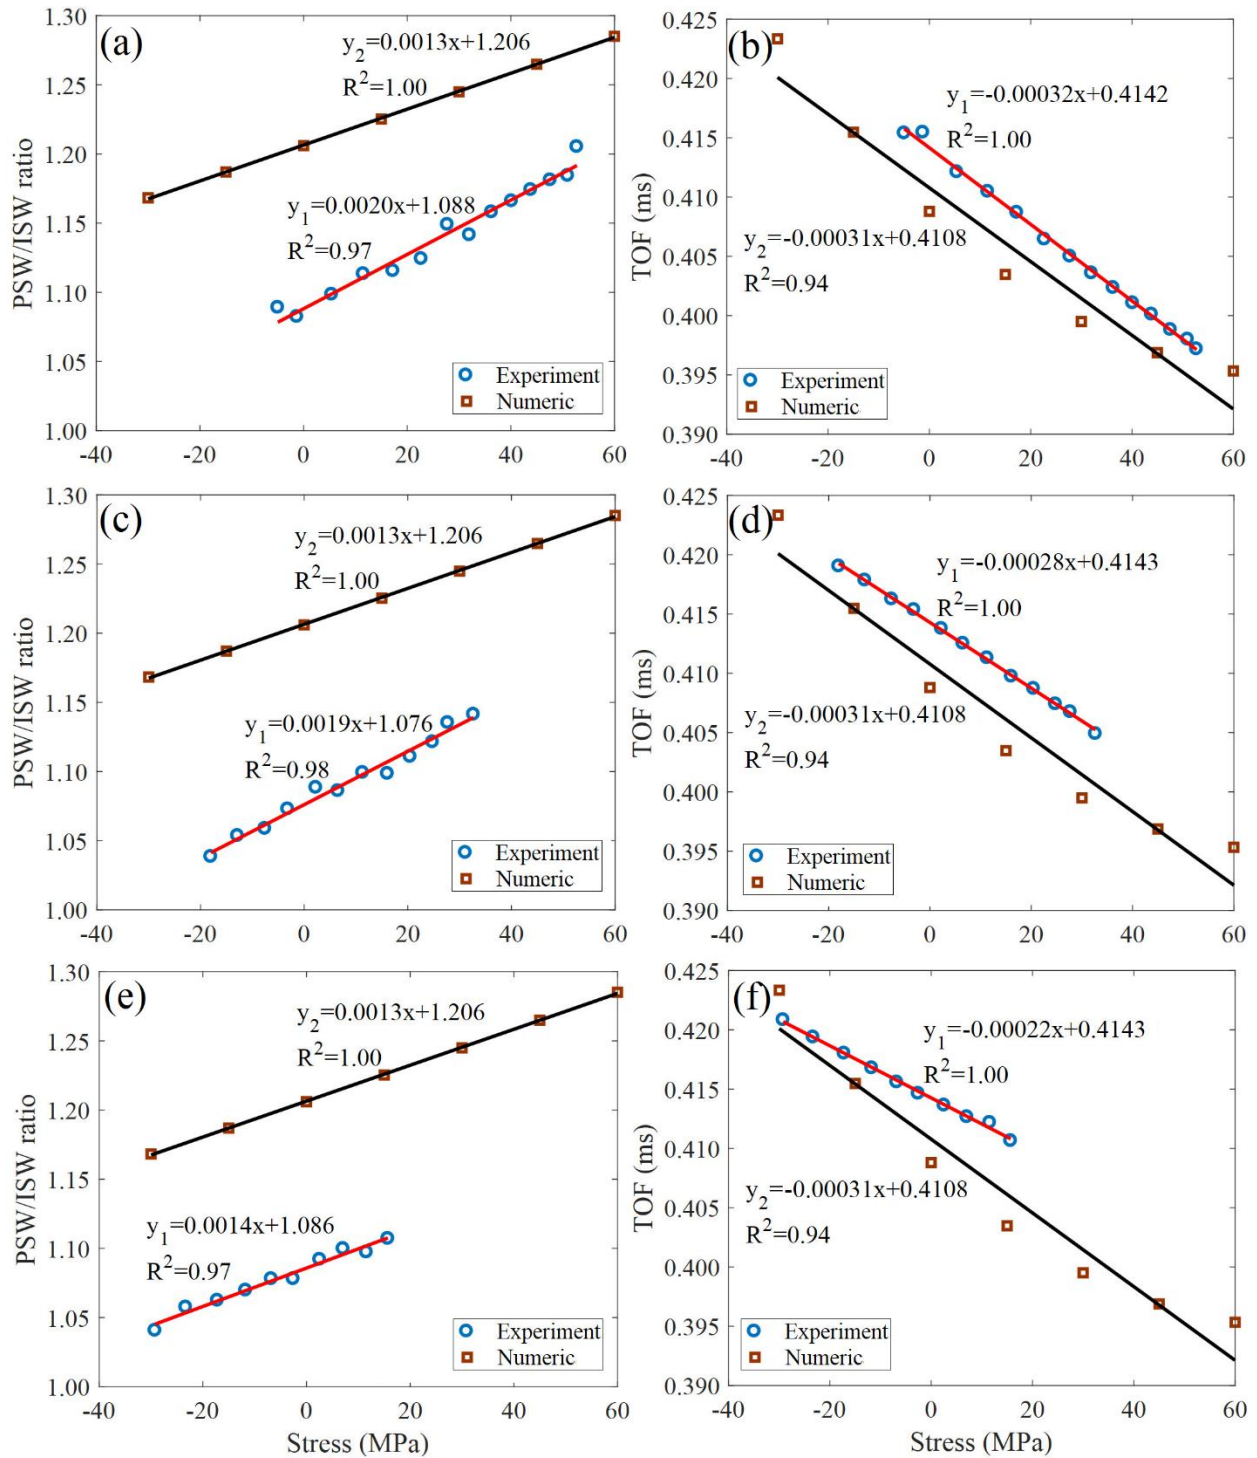 (a)
1.30
1.25
1.20
1.15
1.10
1.05
1.00
PSW/ISW ratio
y₂=0.0013x+1.206
R²=1.00
y₁=0.0020x+1.088
R²=0.97
Experiment
Numeric
-40
-20
0
20
40
60
(b)
0.425
0.420
0.415
0.410
0.405
0.400
0.395
0.390
TOF (ms)
y₁=-0.00032x+0.4142
R²=1.00
y₂=-0.00031x+0.4108
R²=0.94
Experiment
Numeric
-40
-20
0
20
40
60
(c)
1.30
1.25
1.20
1.15
1.10
1.05
1.00
PSW/ISW ratio
y₂=0.0013x+1.206
R²=1.00
y₁=0.0019x+1.076
R²=0.98
Experiment
Numeric
-40
-20
0
20
40
60
(d)
0.425
0.420
0.415
0.410
0.405
0.400
0.395
0.390
TOF (ms)
y₁=-0.00028x+0.4143
R²=1.00
y₂=-0.00031x+0.4108
R²=0.94
Experiment
Numeric
-40
-20
0
20
40
60
(e)
1.30
1.25
1.20
1.15
1.10
1.05
1.00
PSW/ISW ratio
y₂=0.0013x+1.206
R²=1.00
y₁=0.0014x+1.086
R²=0.97
Experiment
Numeric
-40
-20
0
20
40
60
Stress (MPa)
(f)
0.425
0.420
0.415
0.410
0.405
0.400
0.395
0.390
TOF (ms)
y₁=-0.00022x+0.4143
R²=1.00
y₂=-0.00031x+0.4108
R²=0.94
Experiment
Numeric
-40
-20
0
20
40
60
Stress (MPa)